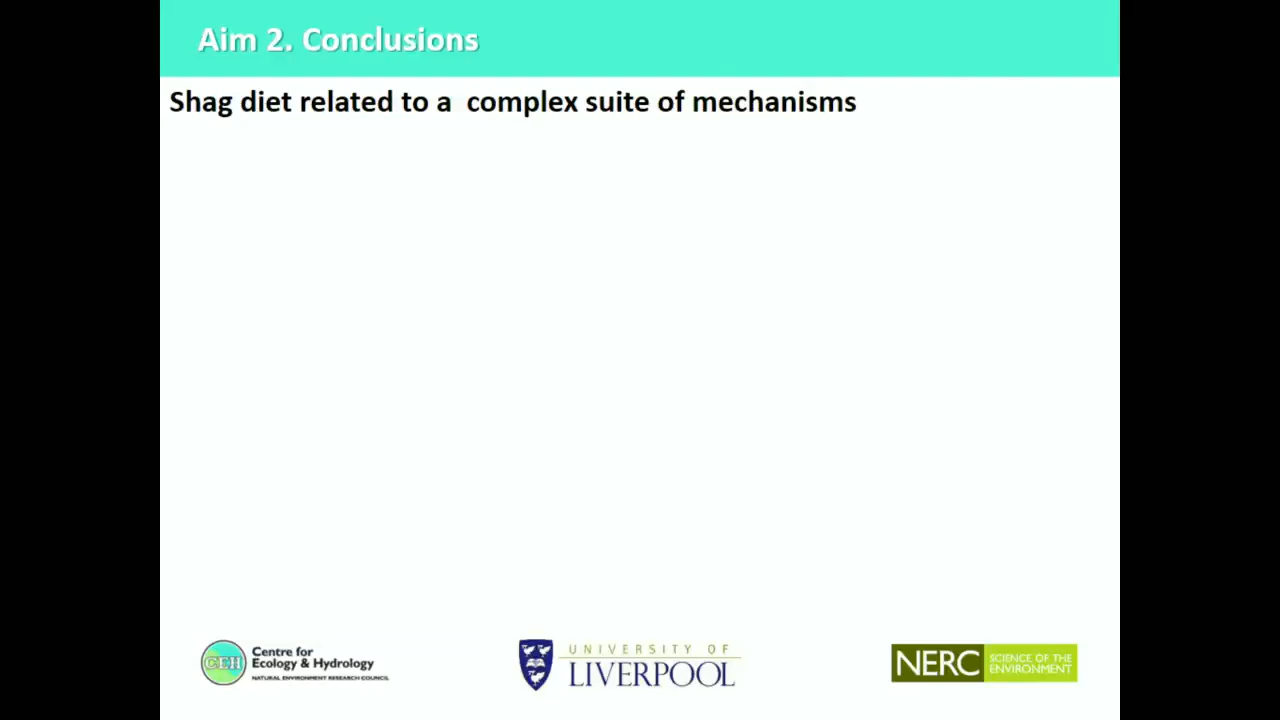 Aim 2. Conclusions
Shag diet related to a  complex suite of mechanisms
CEH
Centre for
Ecology & Hydrology
NATURAL ENVIRONMENT RESEARCH COUNCIL
UNIVERSITY OF
LIVERPOOL
NERC
SCIENCE OF THE
ENVIRONMENT